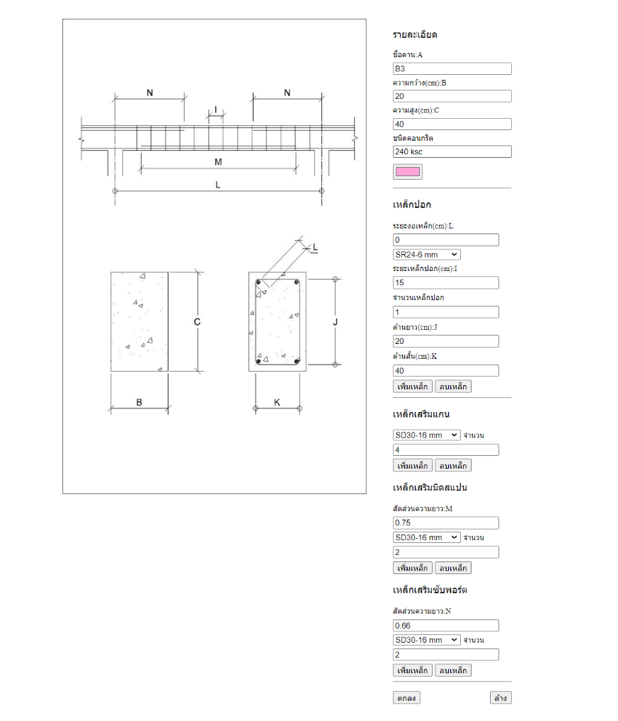 N
N
I
M
L
L
C
J
B
K
รายละเอียด
ชื่อคาน:A
B3
ความกว้าง(cm):B
20
ความสูง(cm):C
40
ชนิดคอนกรีต
240 ksc
เหล็กปลอก
ระยะงอเหล็ก(cm):L
0
SR24-6 mm
ระยะเหล็กปลอก(cm):I
15
จำนวนเหล็กปลอก
1
ด้านยาว(cm):J
20
ด้านสั้น(cm):K
40
เพิ่มเหล็ก ลบเหล็ก
เหล็กเสริมแกน
SD30-16 mm จำนวน
4
เพิ่มเหล็ก ลบเหล็ก
เหล็กเสริมมิดสแปน
สัดส่วนความยาว:M
0.75
SD30-16 mm จำนวน
2
เพิ่มเหล็ก ลบเหล็ก
เหล็กเสริมซัพพอร์ต
สัดส่วนความยาว:N
0.66
SD30-16 mm จำนวน
2
เพิ่มเหล็ก ลบเหล็ก
ตกลง ล้าง